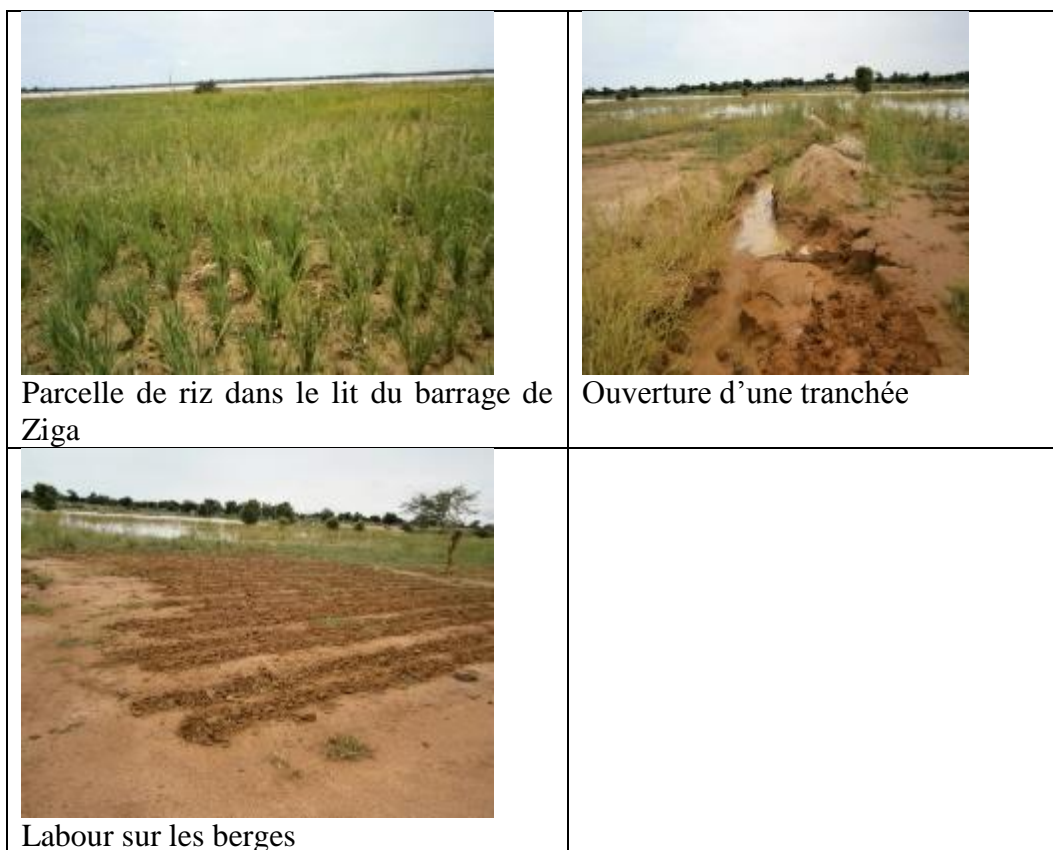 Parcelle de riz dans le lit du barrage de
Ziga
Ouverture d’une tranchée
Labour sur les berges